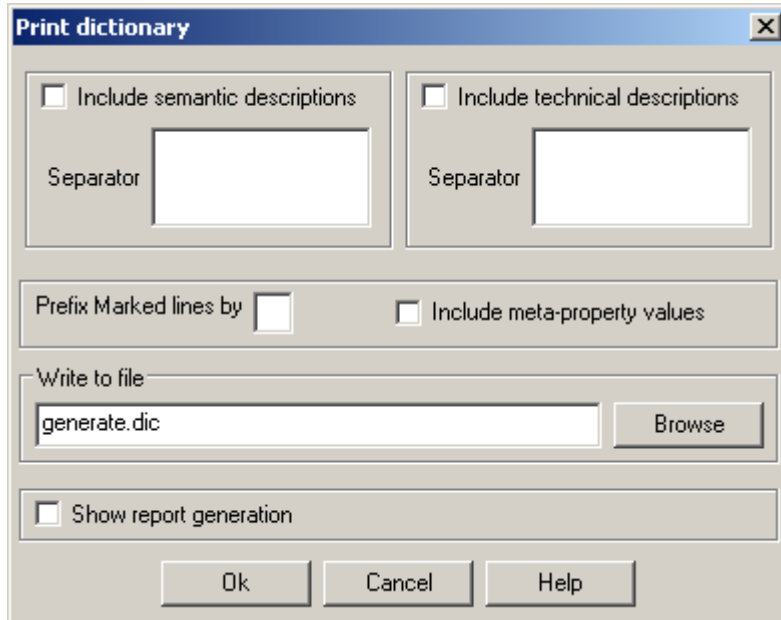 Print dictionary
Include semantic descriptions
Separator
Include technical descriptions
Separator
Prefix Marked lines by
Include meta-property values
Write to file
generate.dic
Browse
Show report generation
Ok Cancel Help